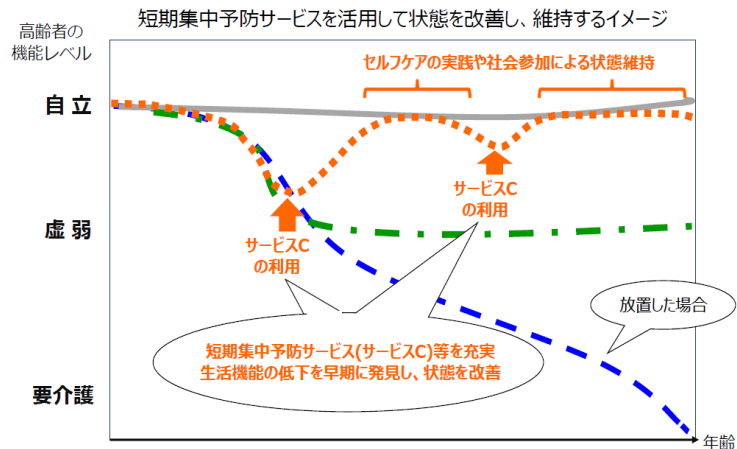 短期集中予防サービスを活用して状態を改善し、維持するイメージ
高齢者の
機能レベル
セルフケアの実践や社会参加による状態維持
自 立
サービスC
の利用
虚 弱
サービスC
の利用
放置した場合
短期集中予防サービス(サービスC)等を充実
生活機能の低下を早期に発見し、状態を改善
要介護
年齢